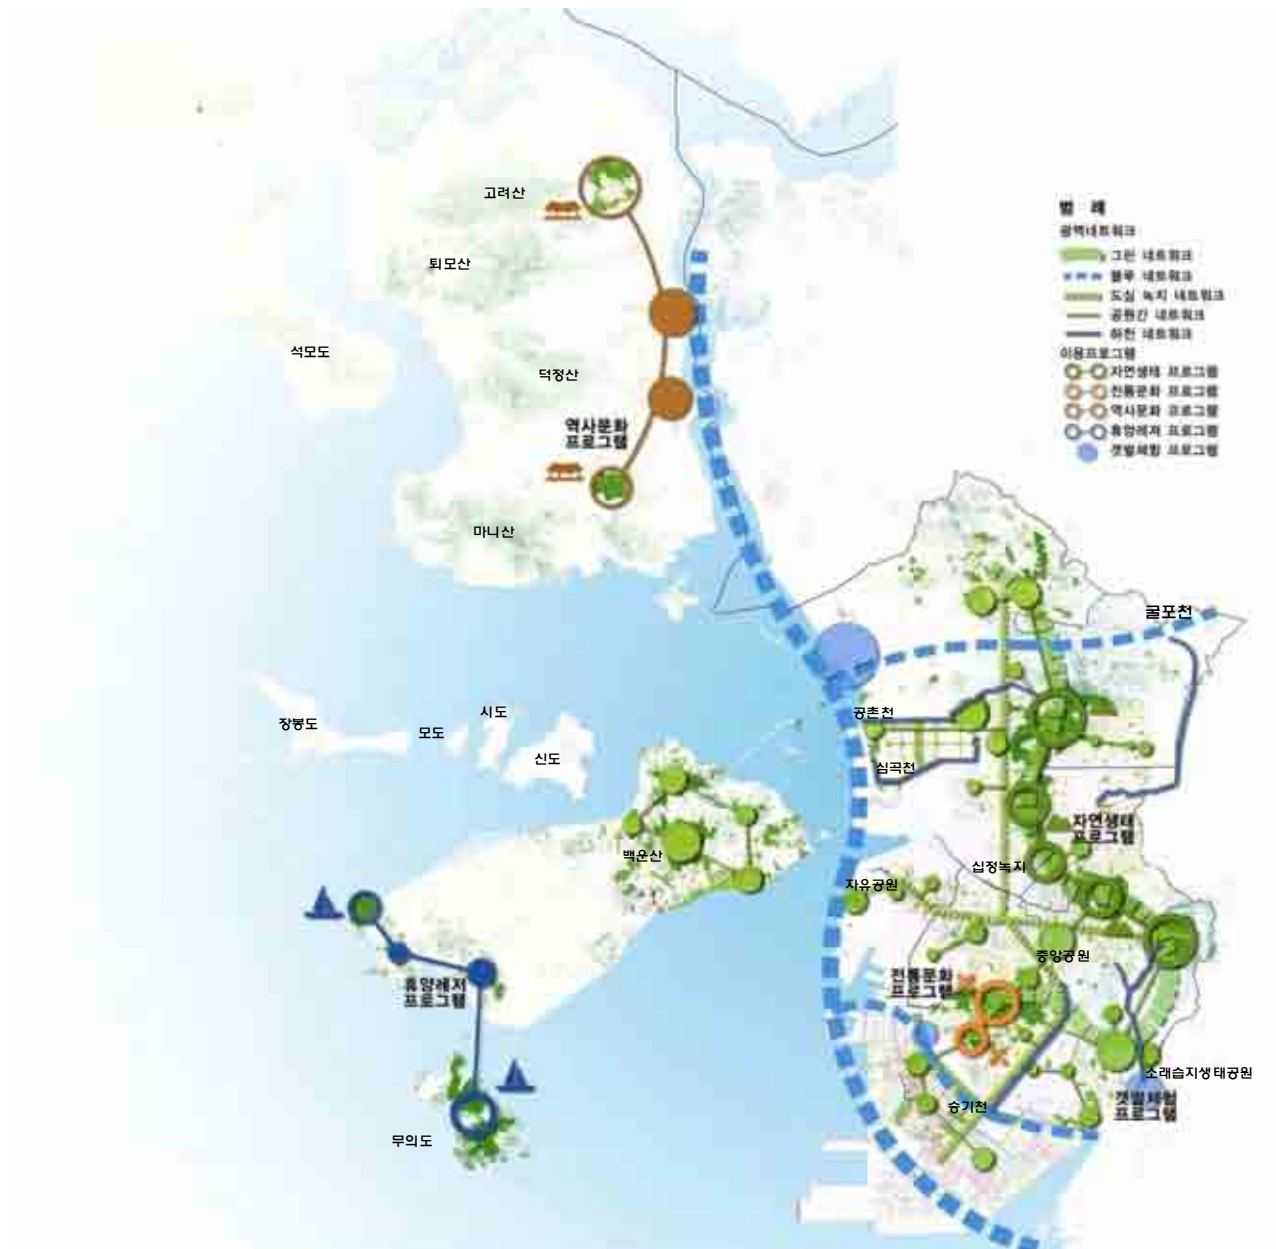 범 례
광역네트워크
그린 네트워크
블루 네트워크
도심 녹지 네트워크
공원간 네트워크
하천 네트워크
이용프로그램
자연생태 프로그램
전통문화 프로그램
역사문화 프로그램
휴양레저 프로그램
갯벌체험 프로그램
고려산
퇴모산
석모도
덕정산
역사문화
프로그램
마니산
굴포천
장봉도
모도
시도
신도
공촌천
심곡천
백운산
자연생태
프로그램
십정녹지
자유공원
중앙공원
전통문화
프로그램
휴양레저
프로그램
소래습지생태공원
갯벌체험
프로그램
승기천
무의도